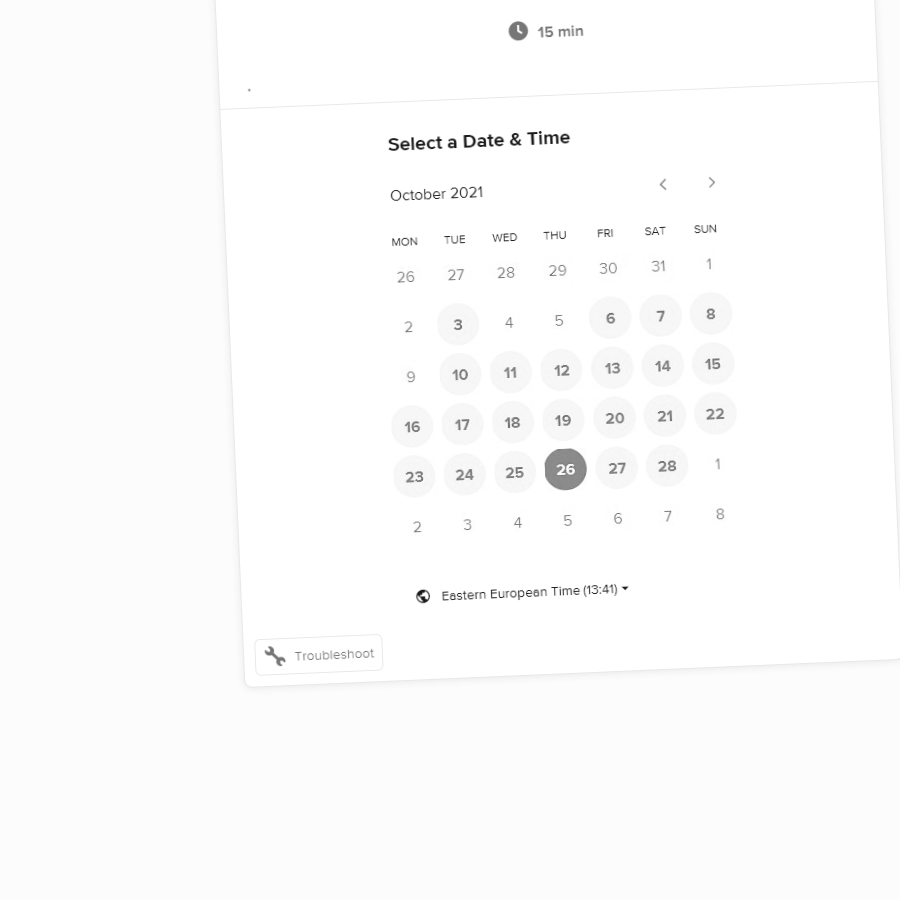 15 min
.
Select a Date & Time
October 2021
MON TUE WED THU FRI SAT SUN
26 27 28 29 30 31 1
2 3 4 5 6 7 8
9 10 11 12 13 14 15
16 17 18 19 20 21 22
23 24 25 26 27 28 1
2 3 4 5 6 7 8
Eastern European Time (13:41)
Troubleshoot